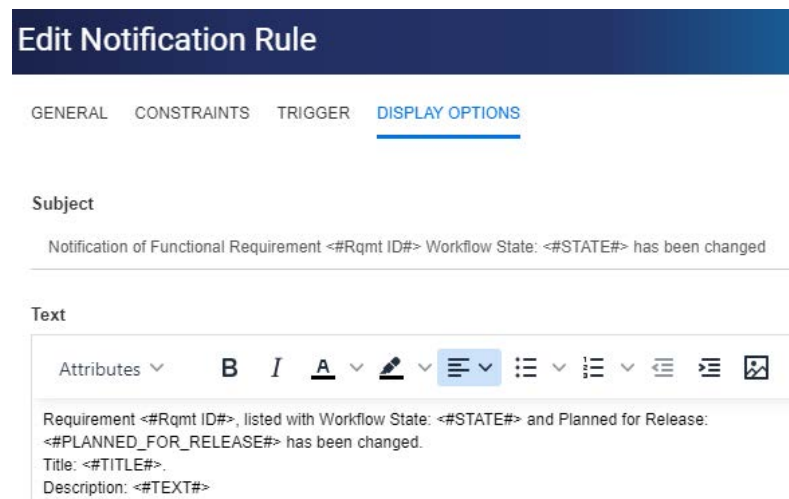 Edit Notification Rule
GENERAL CONSTRAINTS TRIGGER DISPLAY OPTIONS
Subject
Notification of Functional Requirement <#Rqmt ID#> Workflow State: <#STATE#> has been changed
Text
Attributes B I A
Requirement <#Rqmt ID#>, listed with Workflow State: <#STATE#> and Planned for Release:
<#PLANNED_FOR_RELEASE#> has been changed.
Title: <#TITLE#>.
Description: <#TEXT#>